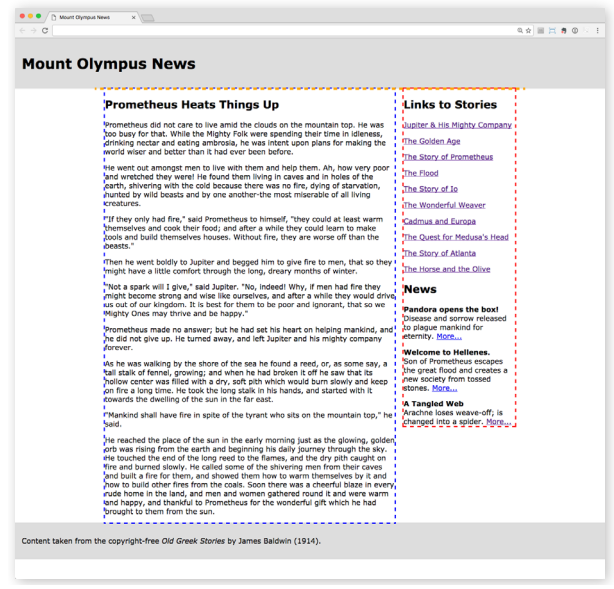 Mount Olympus News
Mount Olympus News
Prometheus Heats Things Up
Prometheus did not care to live amid the clouds on the mountain top. He was
too busy for that. While the Mighty Folk were spending their time in idleness,
drinking nectar and eating ambrosia, he was intent upon plans for making the
world wiser and better than it had ever been before.
He went out amongst men to live with them and help them. Ah, how very poor
and wretched they were! He found them living in caves and in holes of the
earth, shivering with the cold because there was no fire, dying of starvation,
hunted by wild beasts and by one another-the most miserable of all living
creatures.
"If they only had fire," said Prometheus to himself, "they could at least warm
themselves and cook their food; and after a while they could learn to make
tools and build themselves houses. Without fire, they are worse off than the
beasts."
Then he went boldly to Jupiter and begged him to give fire to men, that so they
might have a little comfort through the long, dreary months of winter.
"Not a spark will I give," said Jupiter. "No, indeed! Why, if men had fire they
might become strong and wise like ourselves, and after a while they would drive
us out of our kingdom. It is best for them to be poor and ignorant, that so we
Mighty Ones may thrive and be happy."
Prometheus made no answer; but he had set his heart on helping mankind, and
he did not give up. He turned away, and left Jupiter and his mighty company
forever.
As he was walking by the shore of the sea he found a reed, or, as some say, a
tall stalk of fennel, growing; and when he had broken it off he saw that its
hollow center was filled with a dry, soft pith which would burn slowly and keep
on fire a long time. He took the long stalk in his hands, and started with it
towards the dwelling of the sun in the far east.
"Mankind shall have fire in spite of the tyrant who sits on the mountain top," he
said.
He reached the place of the sun in the early morning just as the glowing, golden
orb was rising from the earth and beginning his daily journey through the sky.
He touched the end of the long reed to the flames, and the dry pith caught on
fire and burned slowly. He called some of the shivering men from their caves
and built a fire for them, and showed them how to warm themselves by it and
how to build other fires from the coals. Soon there was a cheerful blaze in every
rude home in the land, and men and women gathered round it and were warm
and happy, and thankful to Prometheus for the wonderful gift which he had
brought to them from the sun.
Links to Stories
Jupiter & His Mighty Company
The Golden Age
The Story of Prometheus
The Flood
The Story of Io
The Wonderful Weaver
Cadmus and Europa
The Quest for Medusa's Head
The Story of Atlanta
The Horse and the Olive
News
Pandora opens the box!
Disease and sorrow released
to plague mankind for
eternity. More...
Welcome to Hellenes.
Son of Prometheus escapes
the great flood and creates a
new society from tossed
stones. More...
A Tangled Web
Arachne loses weave-off; is
changed into a spider. More...
Content taken from the copyright-free Old Greek Stories by James Baldwin (1914).